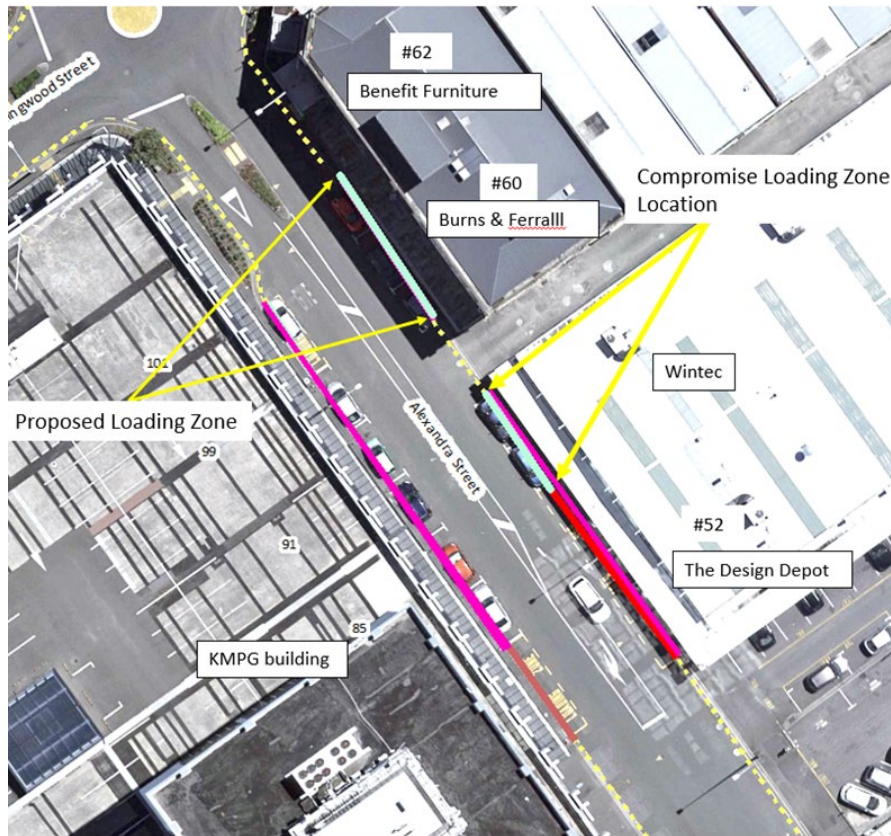 ngwood Street
#62
Benefit Furniture
#60
Burns & Ferralll
Compromise Loading Zone
Location
101
Proposed Loading Zone
99
Alexandra Street
Wintec
91
#52
The Design Depot
85
KMPG building